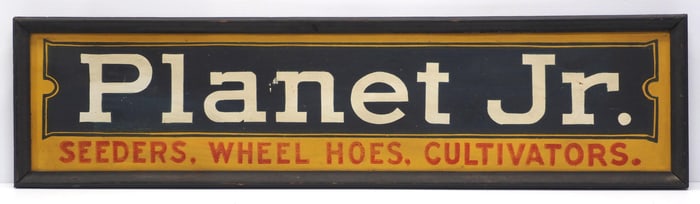 Planet Jr.
SEEDERS, WHEEL HOES, CULTIVATORS.